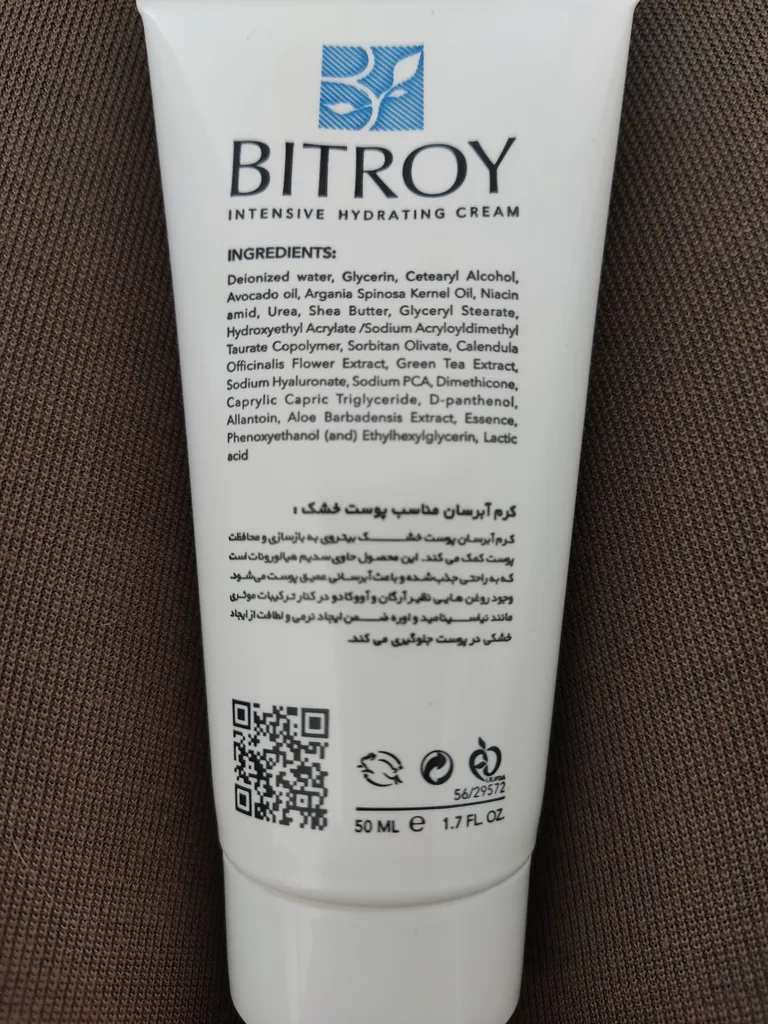 BITROY
INTENSIVE HYDRATING CREAM
INGREDIENTS:
Deionized water, Glycerin, Cetearyl Alcohol,
Avocado oil, Argania Spinosa Kernel Oil, Niacin
amid, Urea, Shea Butter, Glyceryl Stearate,
Hydroxyethyl Acrylate /Sodium Acryloyldimethyl
Taurate Copolymer, Sorbitan Olivate, Calendula
Officinalis Flower Extract, Green Tea Extract,
Sodium Hyaluronate, Sodium PCA, Dimethicone,
Caprylic Capric Triglyceride, D-panthenol,
Allantoin, Aloe Barbadensis Extract, Essence,
Phenoxyethanol (and) Ethylhexylglycerin, Lactic
acid
کرم آبرسان مناسب پوست خشک :
کرم آبرسان پوست خشک بیتروی به بازسازی و محافظت
پوست کمک می کند. این محصول حاوی سدیم هیالورونات است
که به راحتی جذب شده و باعث آبرسانی عمیق پوست می‌شود.
وجود روغن هایی نظیر آرگان و آووکادو در کنار ترکیبات موثری
مانند نیاسینامید و اوره ضمن ایجاد نرمی و لطافت از ایجاد
خشکی در پوست جلوگیری می کند.
56/29572
50 ML e 1.7 FL OZ.